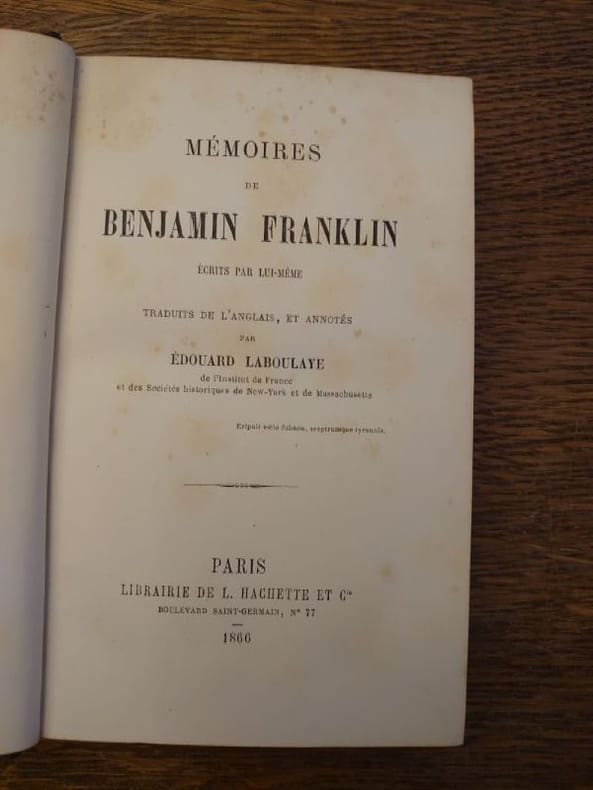 MÉMOIRES
DE
BENJAMIN FRANKLIN
ÉCRITS PAR LUI-MÊME
TRADUITS DE L'ANGLAIS, ET ANNOTÉS
PAR
ÉDOUARD LABOULAYE
de l'Institut de France
et des Sociétés historiques de New-York et de Massachusetts
Eripuit cœlo fulmen, sceptrumque tyrannis.
PARIS
LIBRAIRIE DE L. HACHETTE ET Cie
BOULEVARD SAINT-GERMAIN, N° 77
1866